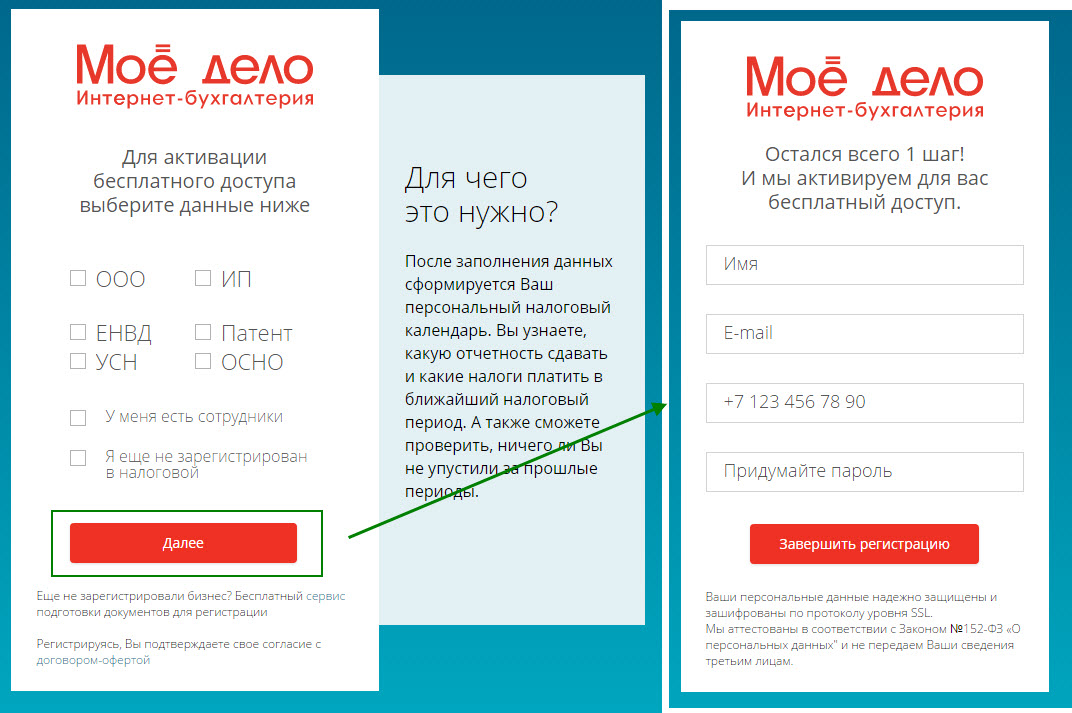 Моё дело
Интернет-бухгалтерия
Для активации
бесплатного доступа
выберите данные ниже
ООО
ИП
ЕНВД
Патент
УСН
ОСНО
У меня есть сотрудники
Я еще не зарегистрирован
в налоговой
Далее
Еще не зарегистрировали бизнес? Бесплатный сервис
подготовки документов для регистрации
Регистрируясь, Вы подтверждаете свое согласие с
договором-офертой
Для чего
это нужно?
После заполнения данных
сформируется Ваш
персональный налоговый
календарь. Вы узнаете,
какую отчетность сдавать
и какие налоги платить в
ближайший налоговый
период. А также сможете
проверить, ничего ли Вы
не упустили за прошлые
периоды.
Моё дело
Интернет-бухгалтерия
Остался всего 1 шаг!
И мы активируем для вас
бесплатный доступ.
Имя
E-mail
+7 123 456 78 90
Придумайте пароль
Завершить регистрацию
Ваши персональные данные надежно защищены и
зашифрованы по протоколу уровня SSL.
Мы аттестованы в соответствии с Законом №152-ФЗ «О
персональных данных" и не передаем Ваши сведения
третьим лицам.